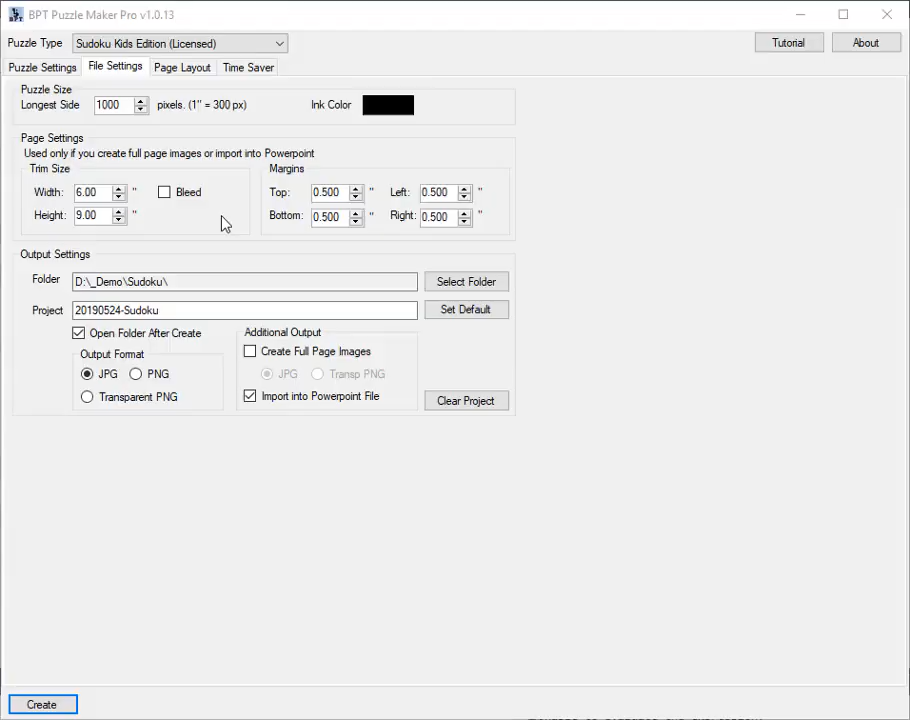 BPT Puzzle Maker Pro v1.0.13
Puzzle Type Sudoku Kids Edition (Licensed) Tutorial About
Puzzle Settings File Settings Page Layout Time Saver
Puzzle Size
Longest Side 1000 pixels. (1" = 300 px) Ink Color
Page Settings
Used only if you create full page images or import into Powerpoint
Trim Size Margins
Width: 6.00 " Bleed Top: 0.500 " Left: 0.500 "
Height: 9.00 " Bottom: 0.500 " Right: 0.500 "
Output Settings
Folder D:\_Demo\Sudoku\ Select Folder
Project 20190524-Sudoku Set Default
Open Folder After Create Additional Output
Output Format Create Full Page Images
JPG PNG JPG Transp PNG
Transparent PNG Import into Powerpoint File Clear Project
Create